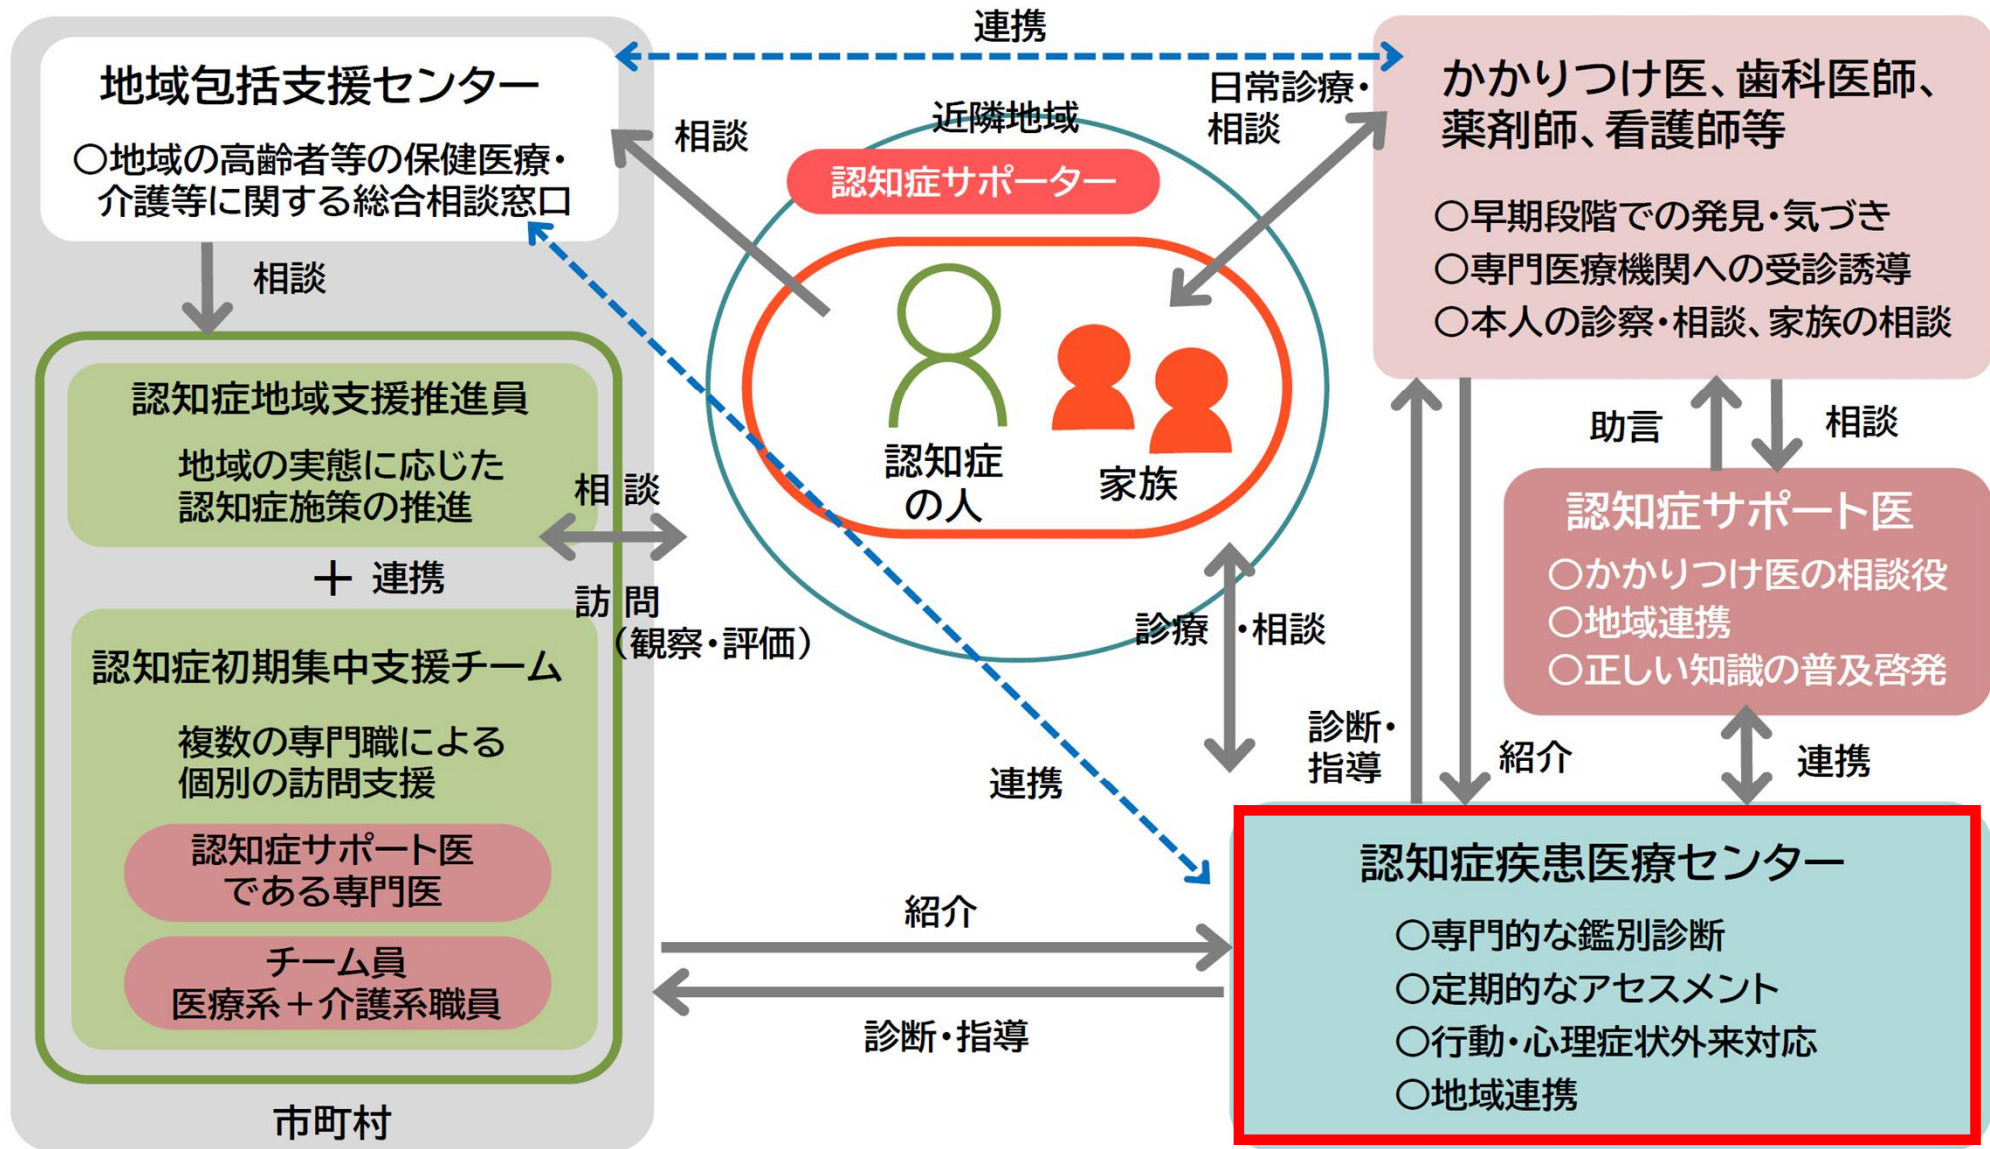 地域包括支援センター
○地域の高齢者等の保健医療・
介護等に関する総合相談窓口
相談
認知症地域支援推進員
地域の実態に応じた
認知症施策の推進
＋ 連携
認知症初期集中支援チーム
複数の専門職による
個別の訪問支援
認知症サポート医
である専門医
チーム員
医療系＋介護系職員
市町村
連携
相談
近隣地域
認知症サポーター
認知症
の人
家族
日常診療・
相談
相談
訪問
（観察・評価）
診療・相談
連携
紹介
診断・指導
かかりつけ医、歯科医師、
薬剤師、看護師等
○早期段階での発見・気づき
○専門医療機関への受診誘導
○本人の診察・相談、家族の相談
助言
相談
認知症サポート医
○かかりつけ医の相談役
○地域連携
○正しい知識の普及啓発
診断・
指導
紹介
連携
認知症疾患医療センター
○専門的な鑑別診断
○定期的なアセスメント
○行動・心理症状外来対応
○地域連携